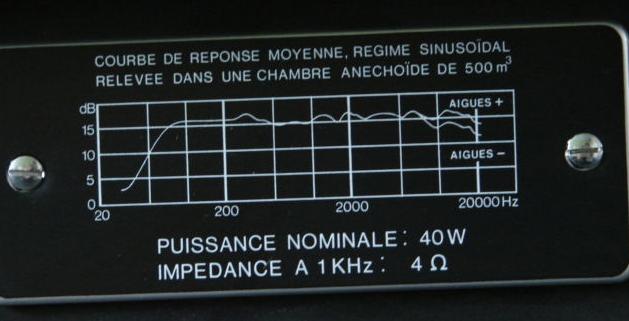 COURBE DE REPONSE MOYENNE, REGIME SINUSOÏDAL
RELEVEE DANS UNE CHAMBRE ANECHOÏDE DE 500 m³
dB
AIGUES +
15
10
AIGUES –
5
0
20 200 2000 20000 Hz
PUISSANCE NOMINALE: 40 W
IMPEDANCE A 1 KHz: 4 Ω